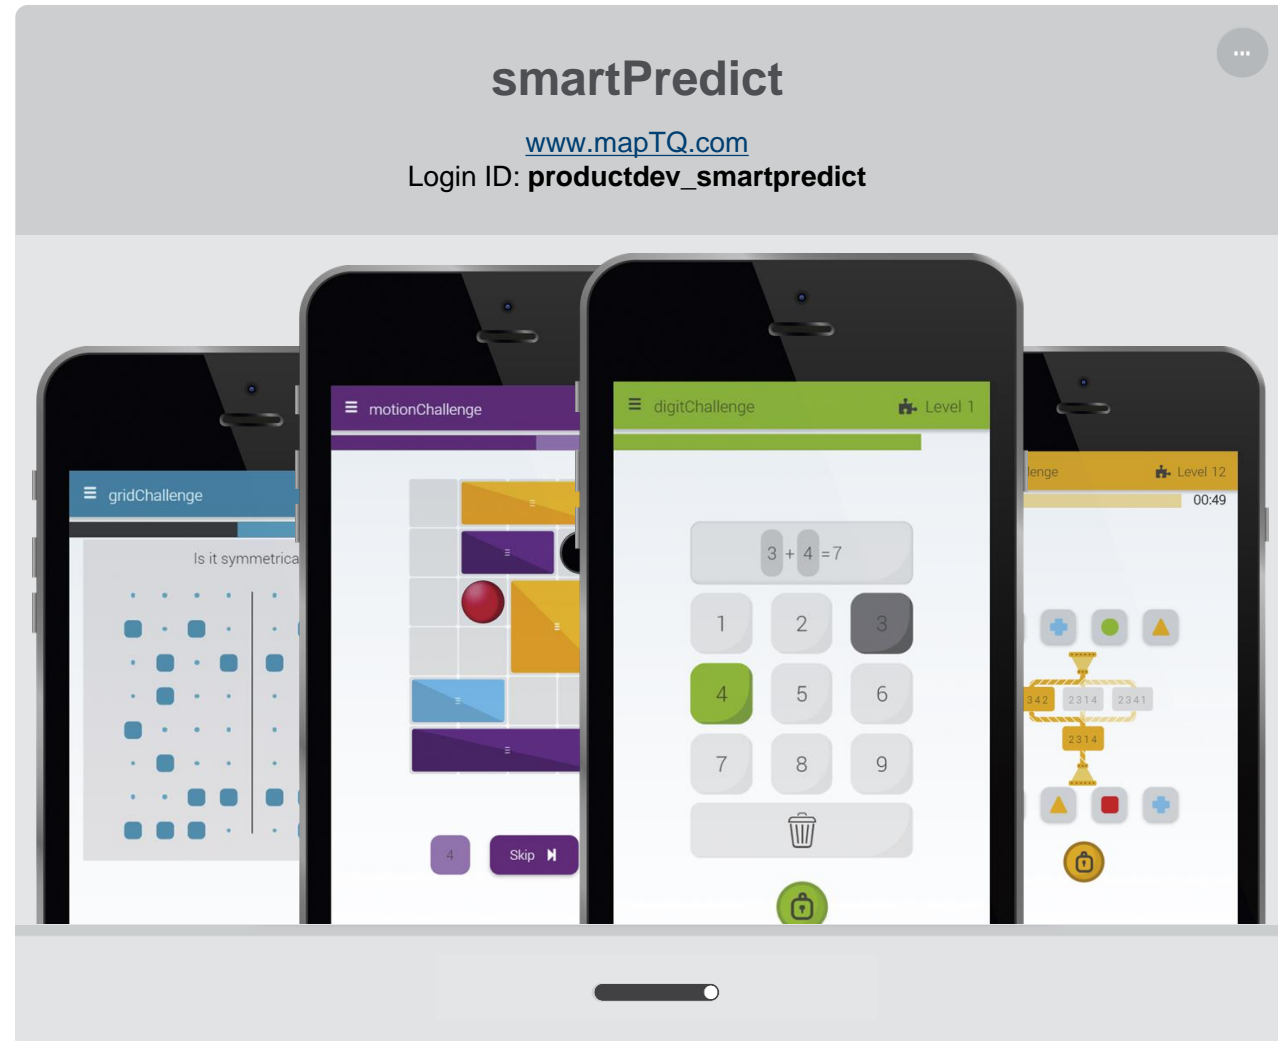 smartPredict
www.mapTQ.com
Login ID: productdev_smartpredict
gridChallenge
Is it symmetrica
motionChallenge
4
Skip
digitChallenge
Level 1
3 + 4 =7
1 2 3
4 5 6
7 8 9
lenge
Level 12
00:49
342 2314 2341
2314